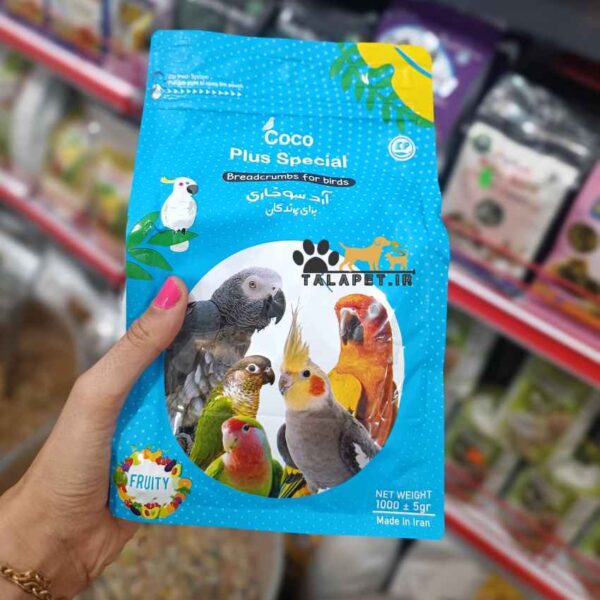 Coco
Plus Special
Breadcrumbs for birds
آرد سوخاری
برای پرندگان
TALAPET.IR
FRUITY
NET WEIGHT
1000 ± 5gr
Made In Iran